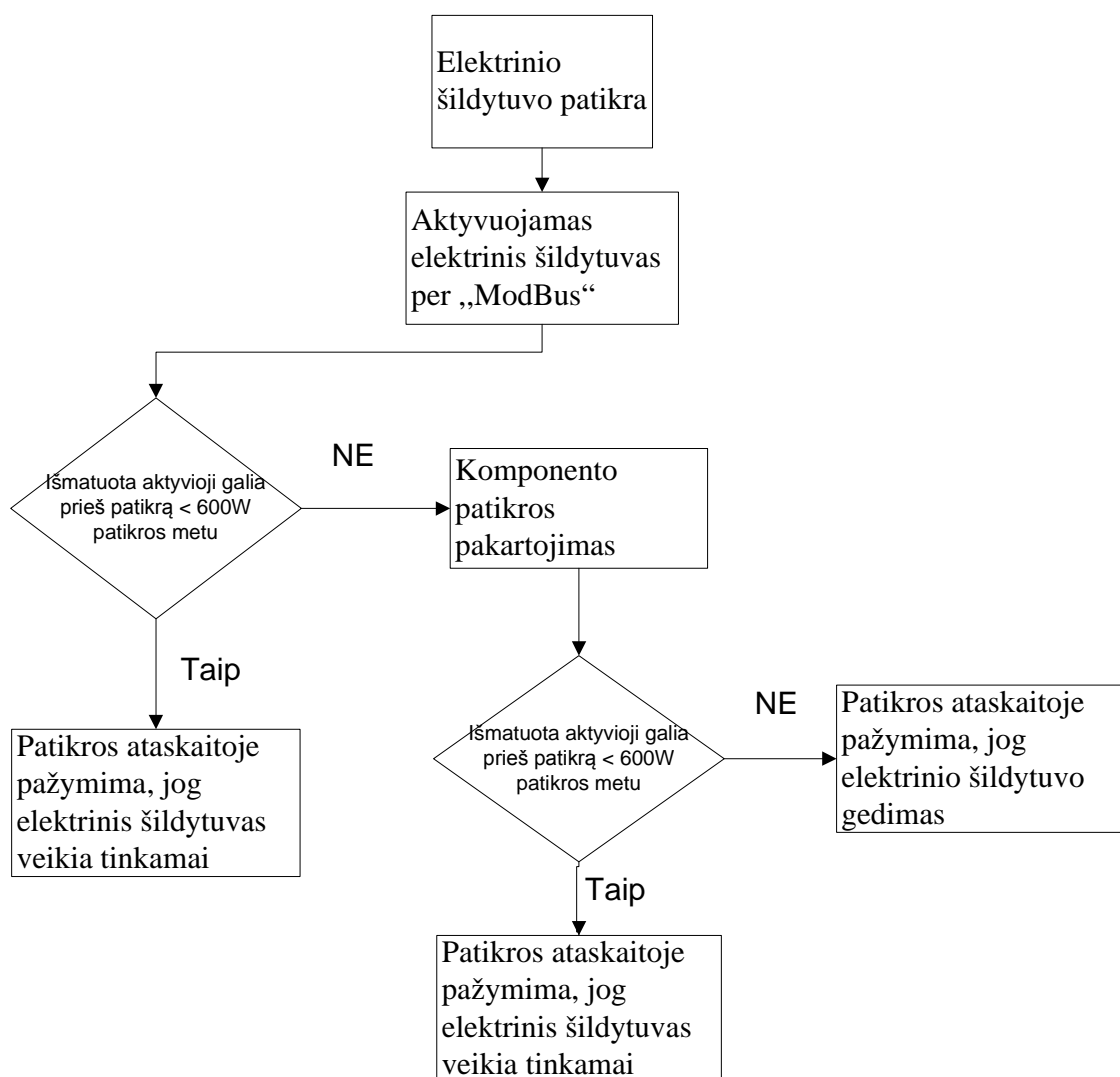 Elektrinio
šildytuvo patikra
Aktyvuojamas
elektrinis šildytuvas
per ,,ModBus“
Išmatuota aktyvioji galia
prieš patikrą < 600W
patikros metu
NE
Komponento
patikros
pakartojimas
Taip
Patikros ataskaitoje
pažymima, jog
elektrinis šildytuvas
veikia tinkamai
Išmatuota aktyvioji galia
prieš patikrą < 600W
patikros metu
NE
Patikros ataskaitoje
pažymima, jog
elektrinio šildytuvo
gedimas
Taip
Patikros ataskaitoje
pažymima, jog
elektrinis šildytuvas
veikia tinkamai